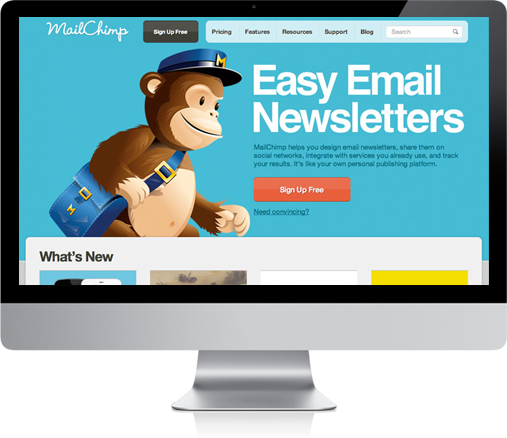 MailChimp
Sign Up Free
Pricing
Features
Resources
Support
Blog
Search
M
Easy Email
Newsletters
MailChimp helps you design email newsletters, share them on
social networks, integrate with services you already use, and track
your results. It's like your own personal publishing platform.
Sign Up Free
Need convincing?
M
What's New